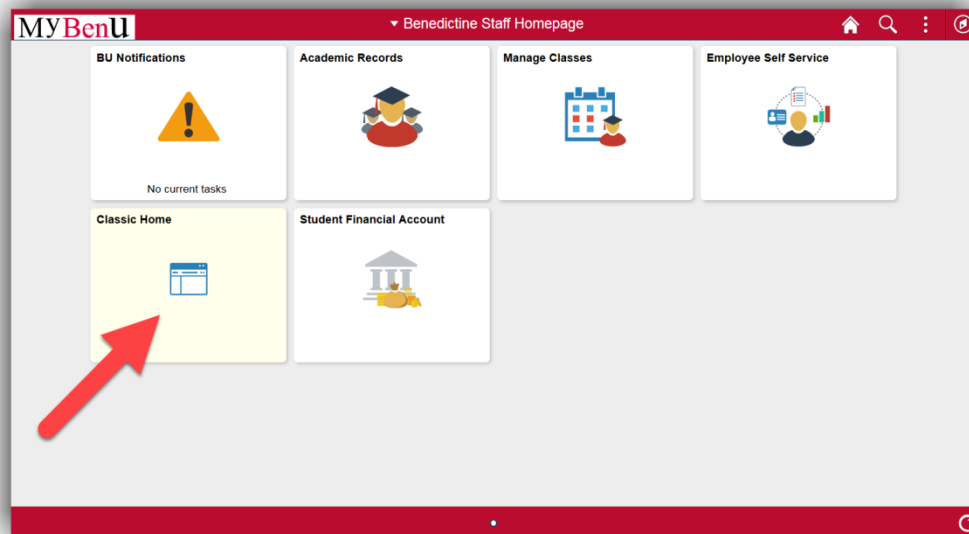 MyBenU
Benedictine Staff Homepage
BU Notifications
Academic Records
Manage Classes
Employee Self Service
No current tasks
Classic Home
Student Financial Account